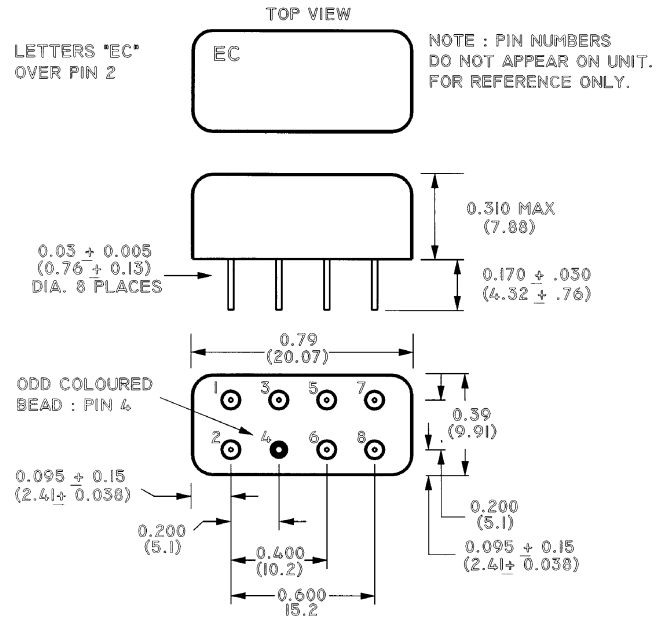 TOP VIEW
LETTERS "EC"
OVER PIN 2
EC
NOTE : PIN NUMBERS
DO NOT APPEAR ON UNIT.
FOR REFERENCE ONLY.
0.310 MAX
(7.88)
0.03 ± 0.005
(0.76 ± 0.13)
DIA. 8 PLACES
0.170 ± .030
(4.32 ± .76)
0.79
(20.07)
ODD COLOURED
BEAD : PIN 4
1 3 5 7
2 4 6 8
0.39
(9.91)
0.095 ± 0.15
(2.41± 0.038)
0.200
(5.1)
0.200
(5.1)
0.095 ± 0.15
(2.41± 0.038)
0.400
(10.2)
0.600
15.2